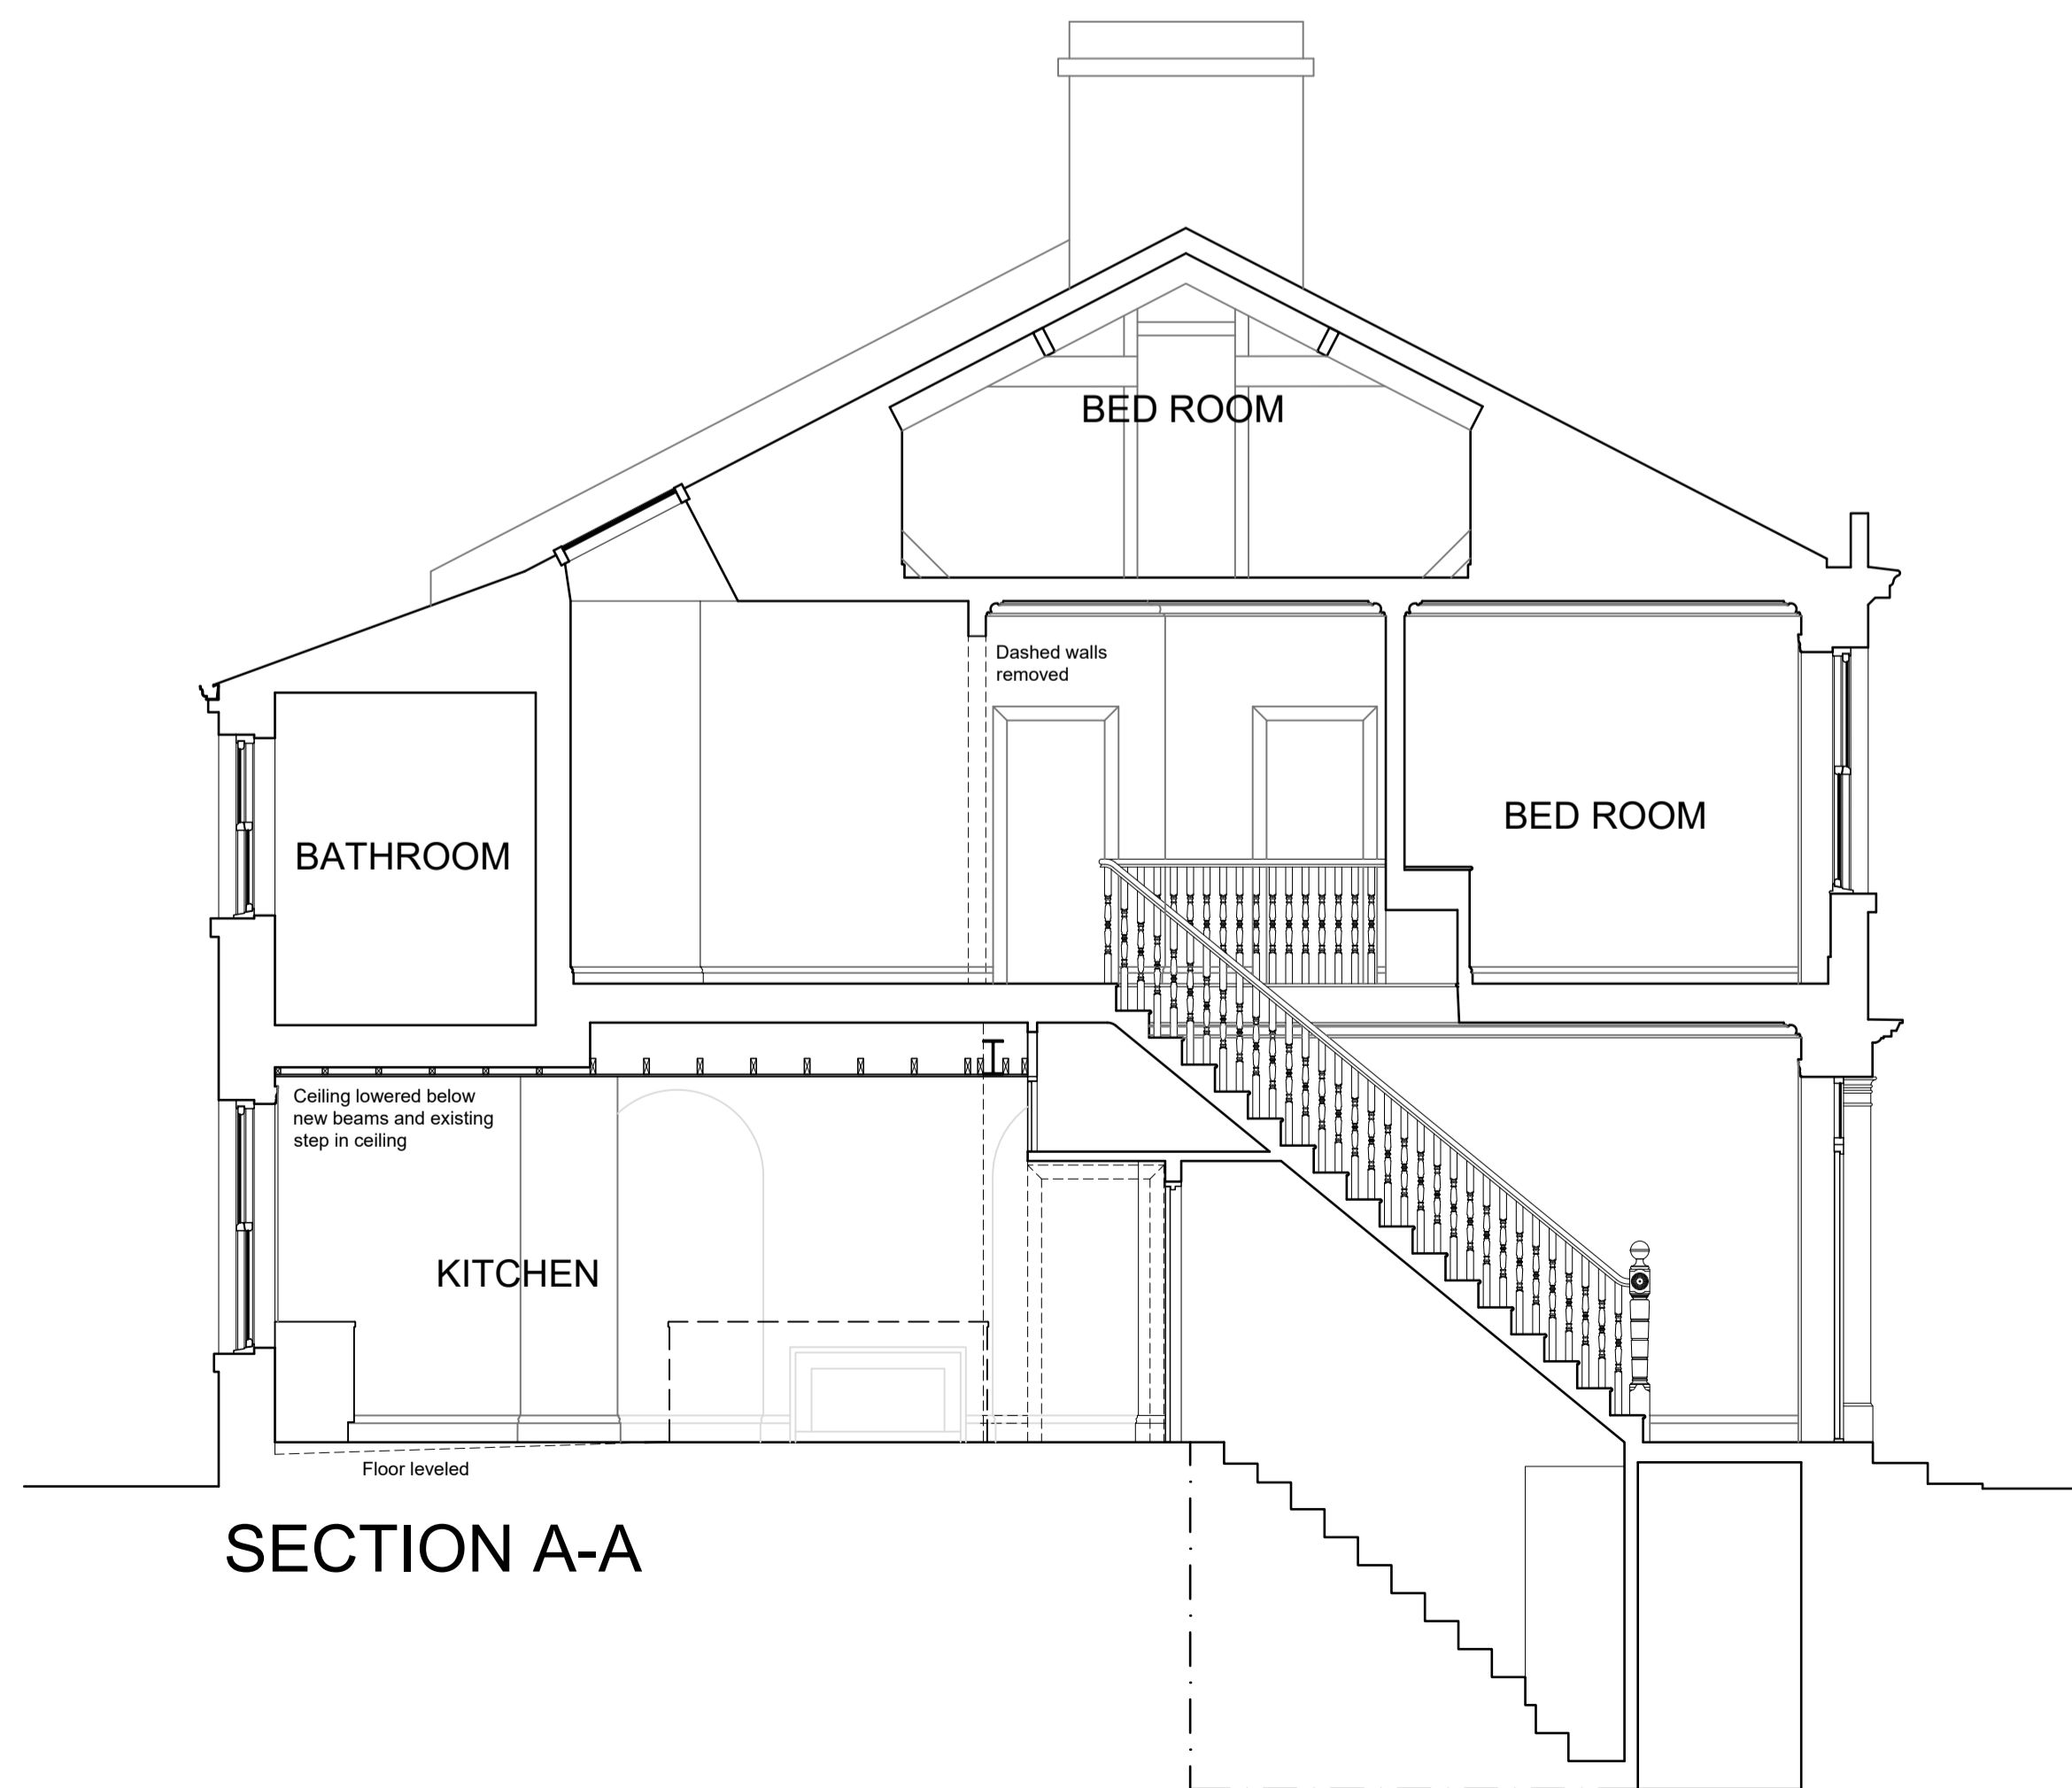 BED ROOM
Dashed walls
removed
BED ROOM
BATHROOM
Ceiling lowered below
new beams and existing
step in ceiling
KITCHEN
Floor leveled
SECTION A-A